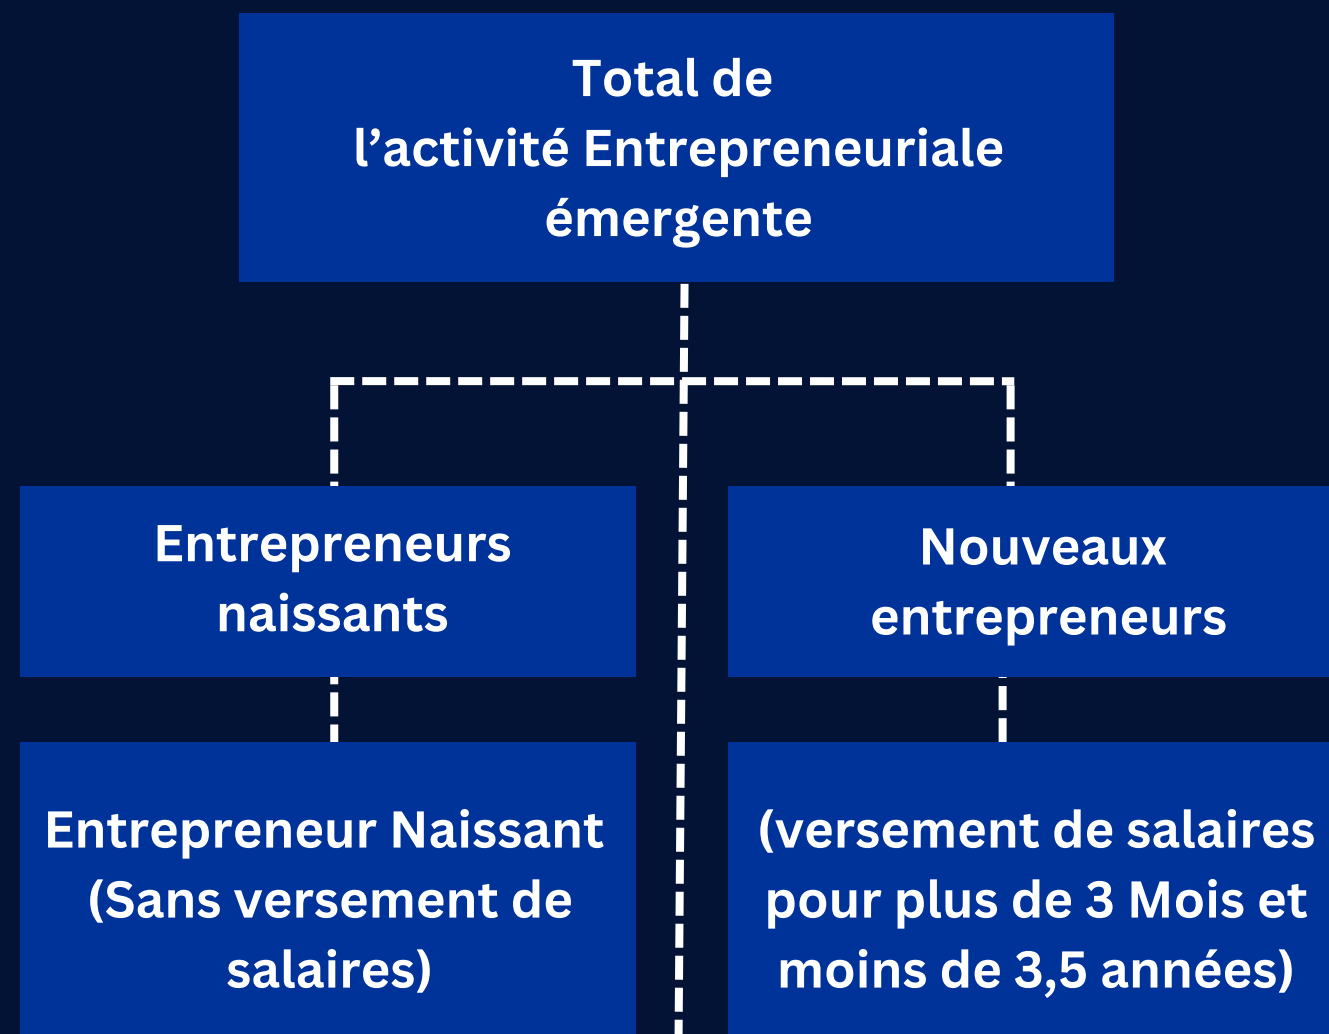 Total de
l’activité Entrepreneuriale
émergente
Entrepreneurs
naissants
Nouveaux
entrepreneurs
Entrepreneur Naissant
(Sans versement de
salaires)
(versement de salaires
pour plus de 3 Mois et
moins de 3,5 années)